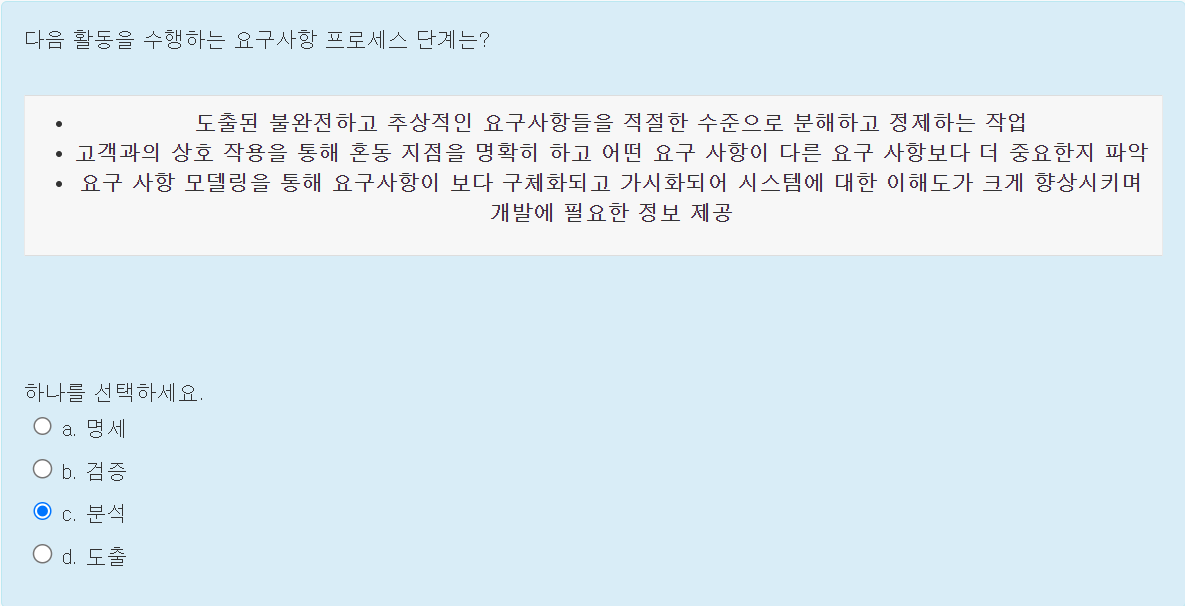 다음 활동을 수행하는 요구사항 프로세스 단계는?
• 도출된 불완전하고 추상적인 요구사항들을 적절한 수준으로 분해하고 정제하는 작업
• 고객과의 상호 작용을 통해 혼동 지점을 명확히 하고 어떤 요구 사항이 다른 요구 사항보다 더 중요한지 파악
• 요구 사항 모델링을 통해 요구사항이 보다 구체화되고 가시화되어 시스템에 대한 이해도가 크게 향상시키며
개발에 필요한 정보 제공
하나를 선택하세요.
a. 명세
b. 검증
c. 분석
d. 도출